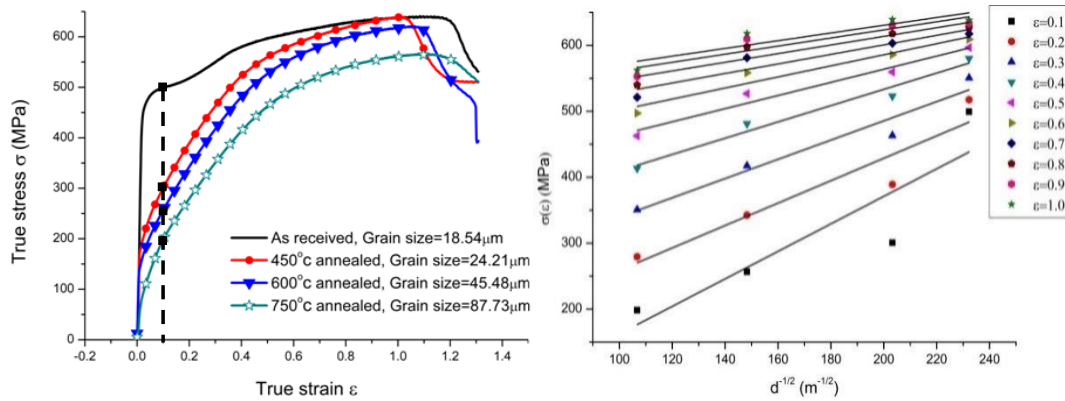 True stress σ (MPa)
600
500
400
300
200
100
0
-0.2 0.0 0.2 0.4 0.6 0.8 1.0 1.2 1.4
True strain ε
As received, Grain size=18.54μm
450°c annealed, Grain size=24.21μm
600°c annealed, Grain size=45.48μm
750°c annealed, Grain size=87.73μm
σ(ε) (MPa)
600
500
400
300
200
100 120 140 160 180 200 220 240
d⁻¹/² (m⁻¹/²)
ε=0.1
ε=0.2
ε=0.3
ε=0.4
ε=0.5
ε=0.6
ε=0.7
ε=0.8
ε=0.9
ε=1.0